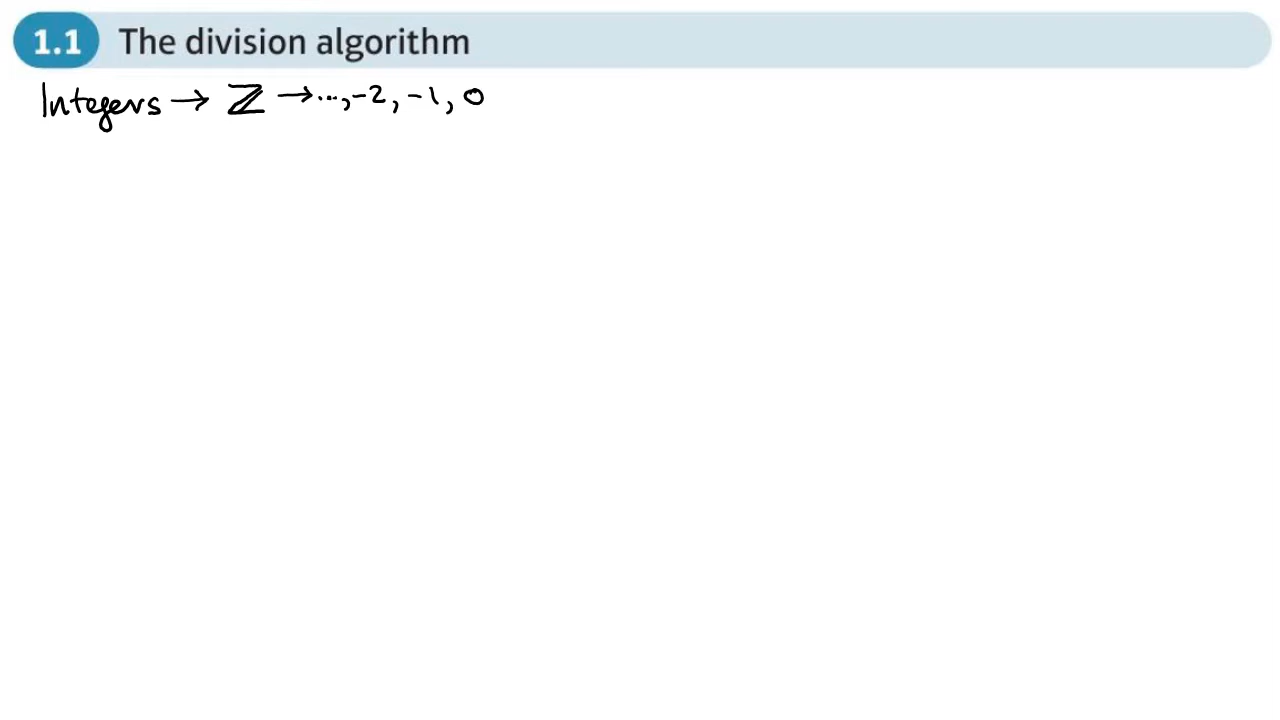 1.1 The division algorithm
Integers → ℤ → ..., -2, -1, 0